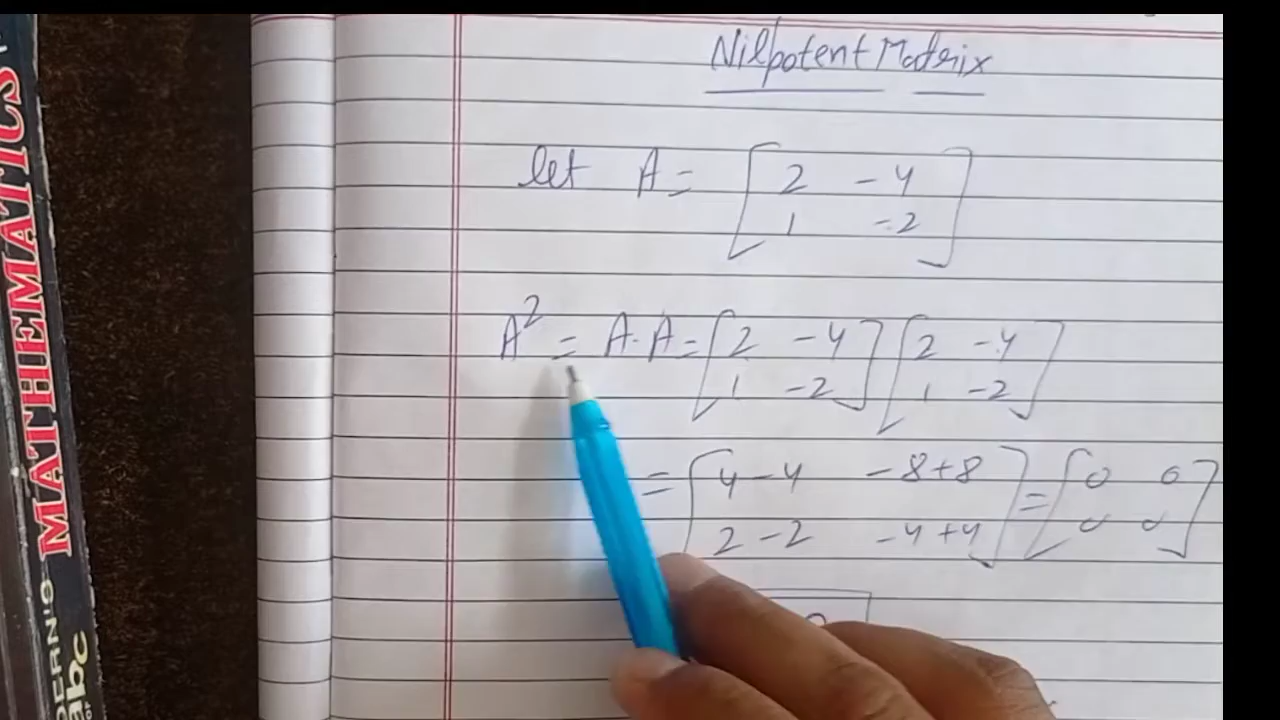 Nilpotent Matrix
let A = [2 -4
1 -2]
A² = A·A = [2 -4 [2 -4
1 -2] 1 -2]
= [4-4 -8+8 = [0 0
2-2 -4+4] 0 0]
MATHEMATICS
ERN'S
abc